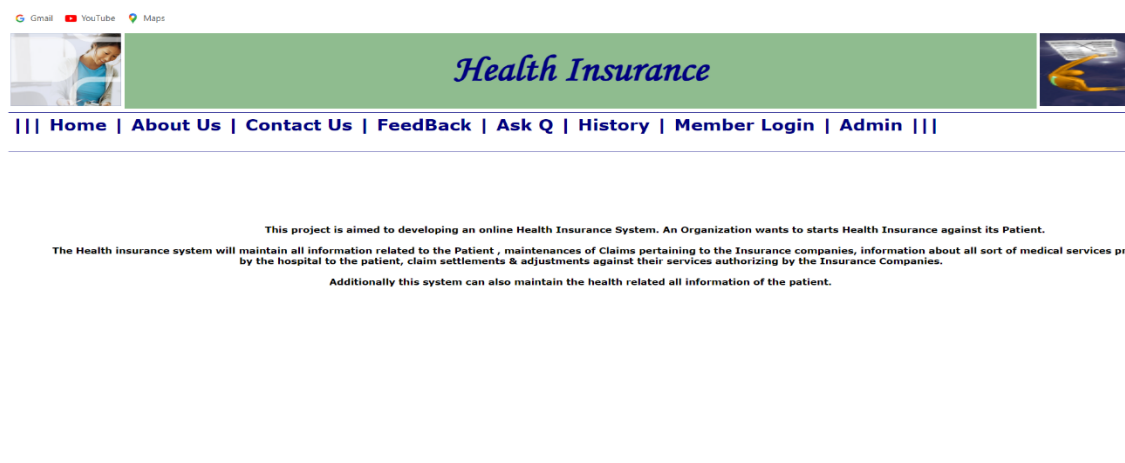 Gmail YouTube Maps
Health Insurance
||| Home | About Us | Contact Us | FeedBack | Ask Q | History | Member Login | Admin |||
This project is aimed to developing an online Health Insurance System. An Organization wants to starts Health Insurance against its Patient.
The Health insurance system will maintain all information related to the Patient , maintenances of Claims pertaining to the Insurance companies, information about all sort of medical services
by the hospital to the patient, claim settlements & adjustments against their services authorizing by the Insurance Companies.
Additionally this system can also maintain the health related all information of the patient.